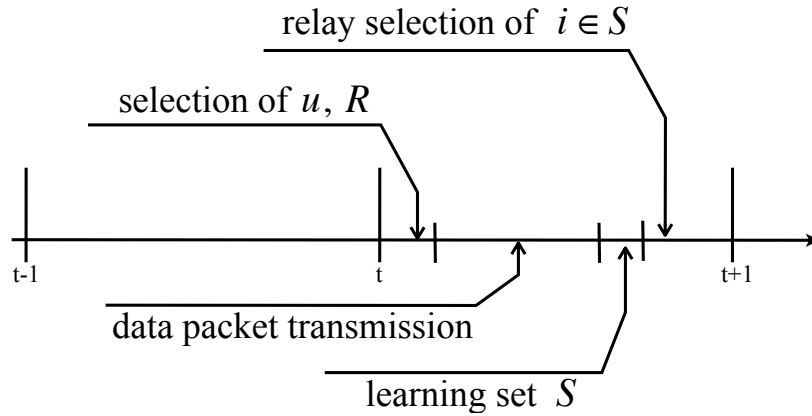 relay selection of i ∈ S
selection of u, R
t-1
t
t+1
data packet transmission
learning set S